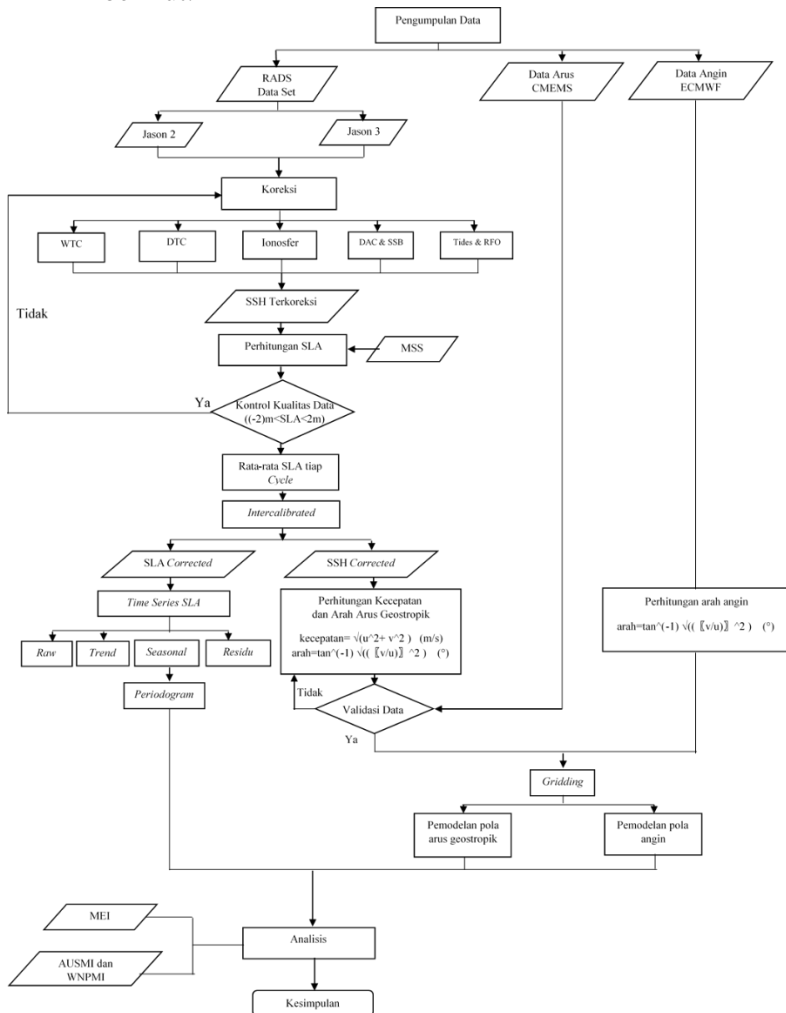 Pengumpulan Data
RADS
Data Set
Data Arus
CMEMS
Data Angin
ECMWF
Jason 2
Jason 3
Koreksi
WTC
DTC
Ionosfer
DAC & SSB
Tides & RFO
SSH Terkoreksi
Tidak
Perhitungan SLA
MSS
Ya
Kontrol Kualitas Data
((-2)m<SLA<2m)
Rata-rata SLA tiap
Cycle
Intercalibrated
SLA Corrected
SSH Corrected
Time Series SLA
Perhitungan Kecepatan
dan Arah Arus Geostropik
kecepatan= √(u^2+ v^2 ) (m/s)
arah=tan^(-1) √(( 〖v/u)〗 ^2 ) (°)
Perhitungan arah angin
arah=tan^(-1) √(( 〖v/u)〗 ^2 ) (°)
Raw
Trend
Seasonal
Residu
Periodogram
Tidak
Validasi Data
Ya
Gridding
Pemodelan pola
arus geostropik
Pemodelan pola
angin
MEI
Analisis
AUSMI dan
WNPMI
Kesimpulan